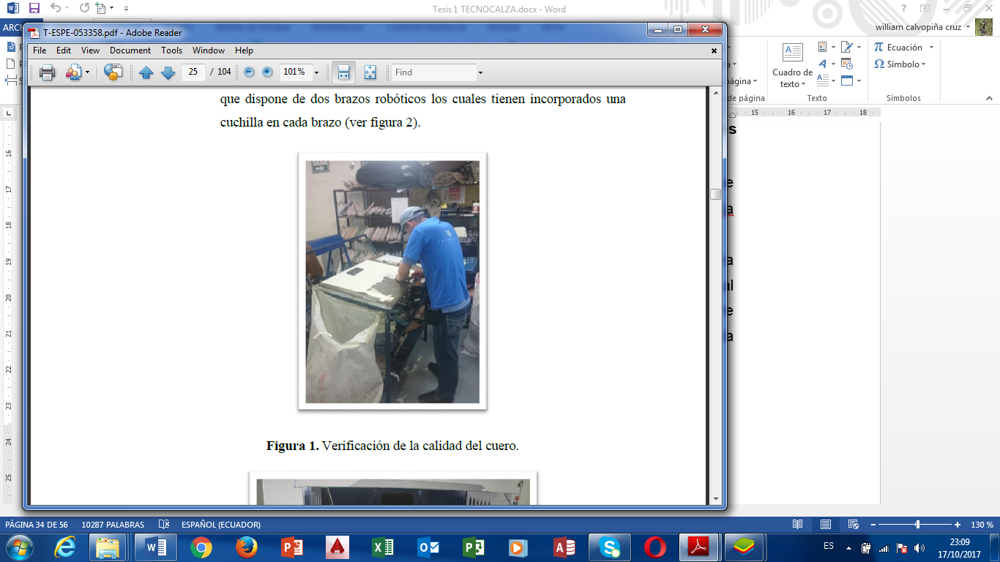 Tesis 1 TECNOCALZA.docx - Word
ARC
william calvopiña cruz
T-ESPE-053358.pdf - Adobe Reader
File Edit View Document Tools Window Help
25 / 104 101% Find
Ecuación
Símbolo
Cuadro de
texto
página
de página Texto Símbolos
15 16 17 18
que dispone de dos brazos robóticos los cuales tienen incorporados una
cuchilla en cada brazo (ver figura 2).
Figura 1. Verificación de la calidad del cuero.
s
e
a
a
al
e
a
16
17
18
19
20
21
22
23
24
25
PÁGINA 34 DE 56 10287 PALABRAS ESPAÑOL (ECUADOR) 130 %
ES
23:09
17/10/2017